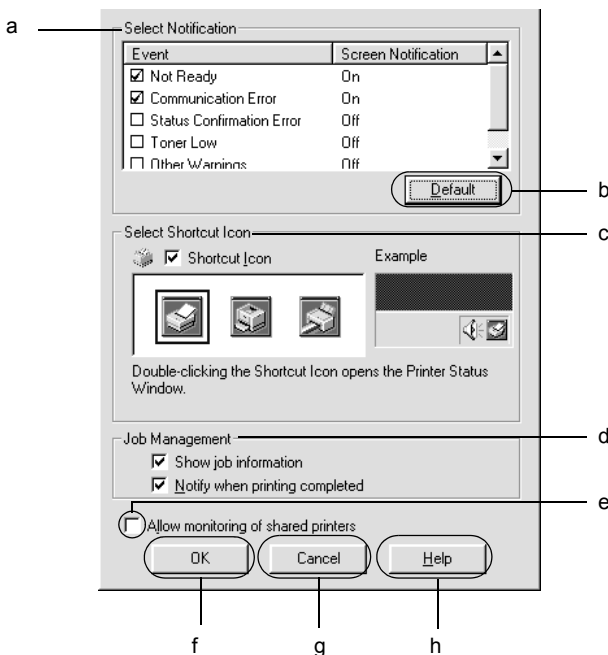 a
Select Notification
Event Screen Notification
Not Ready On
Communication Error On
Status Confirmation Error Off
Toner Low Off
Other Warnings Off
Default
b
Select Shortcut Icon
c
Shortcut Icon
Example
Double-clicking the Shortcut Icon opens the Printer Status
Window.
Job Management
d
Show job information
Notify when printing completed
e
Allow monitoring of shared printers
OK Cancel Help
f g h